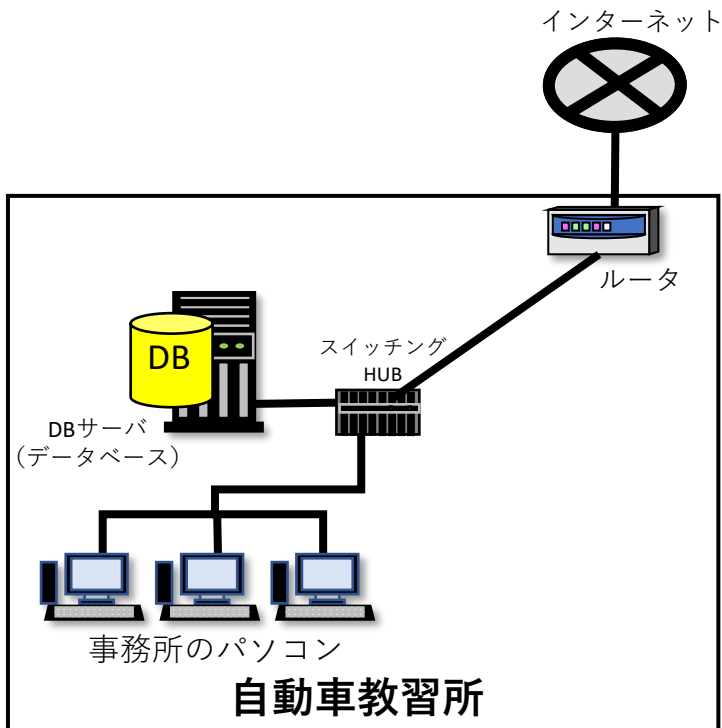 インターネット
ルータ
スイッチング
HUB
DB
DBサーバ
(データベース)
事務所のパソコン
自動車教習所